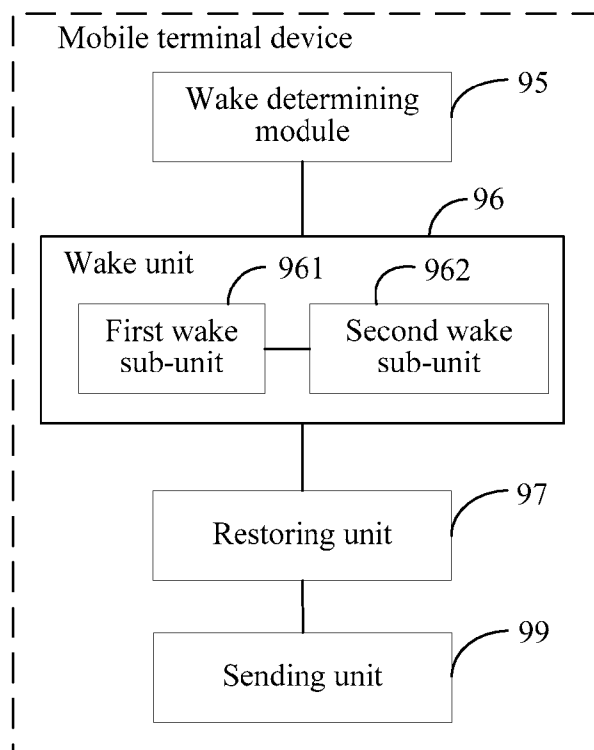 Mobile terminal device
95
Wake determining
module
96
Wake unit
961
962
First wake
sub-unit
Second wake
sub-unit
97
Restoring unit
99
Sending unit